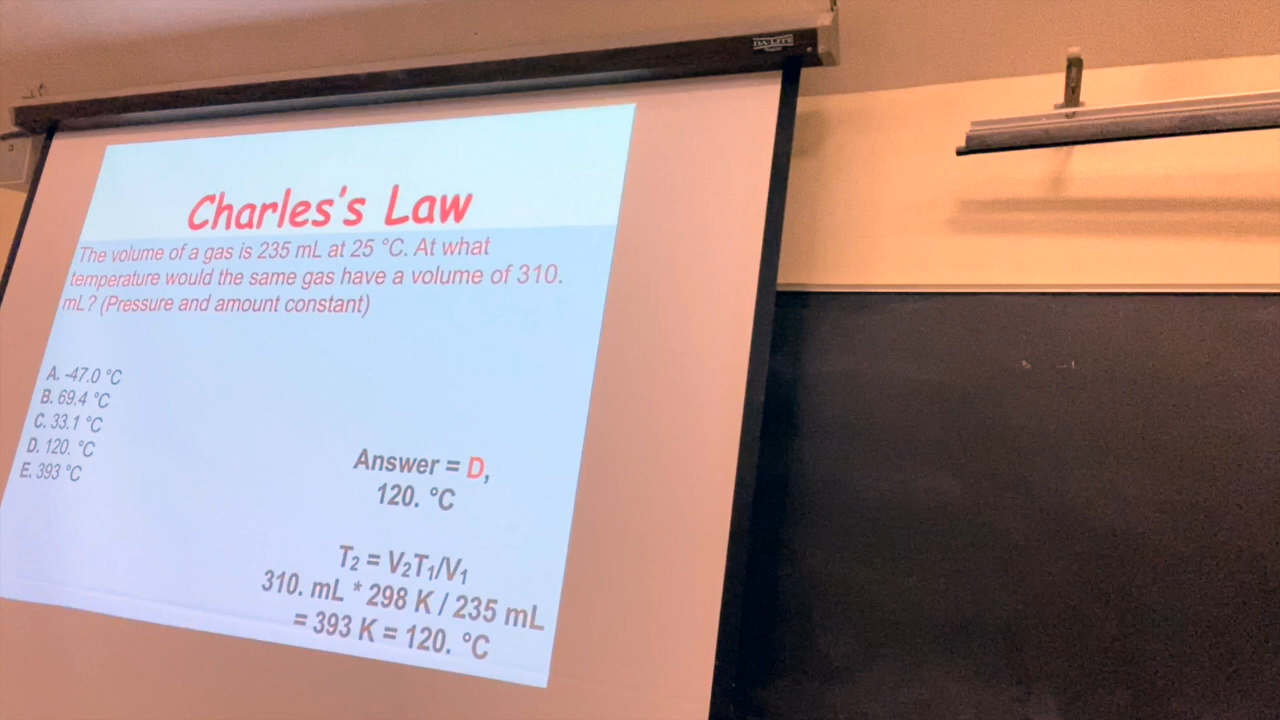 DA-LITE
Charles's Law
The volume of a gas is 235 mL at 25 °C. At what
temperature would the same gas have a volume of 310.
mL? (Pressure and amount constant)
A. -47.0 °C
B. 69.4 °C
C. 33.1 °C
D. 120. °C
E. 393 °C
Answer = D,
120. °C
T₂ = V₂T₁/V₁
310. mL * 298 K / 235 mL
= 393 K = 120. °C